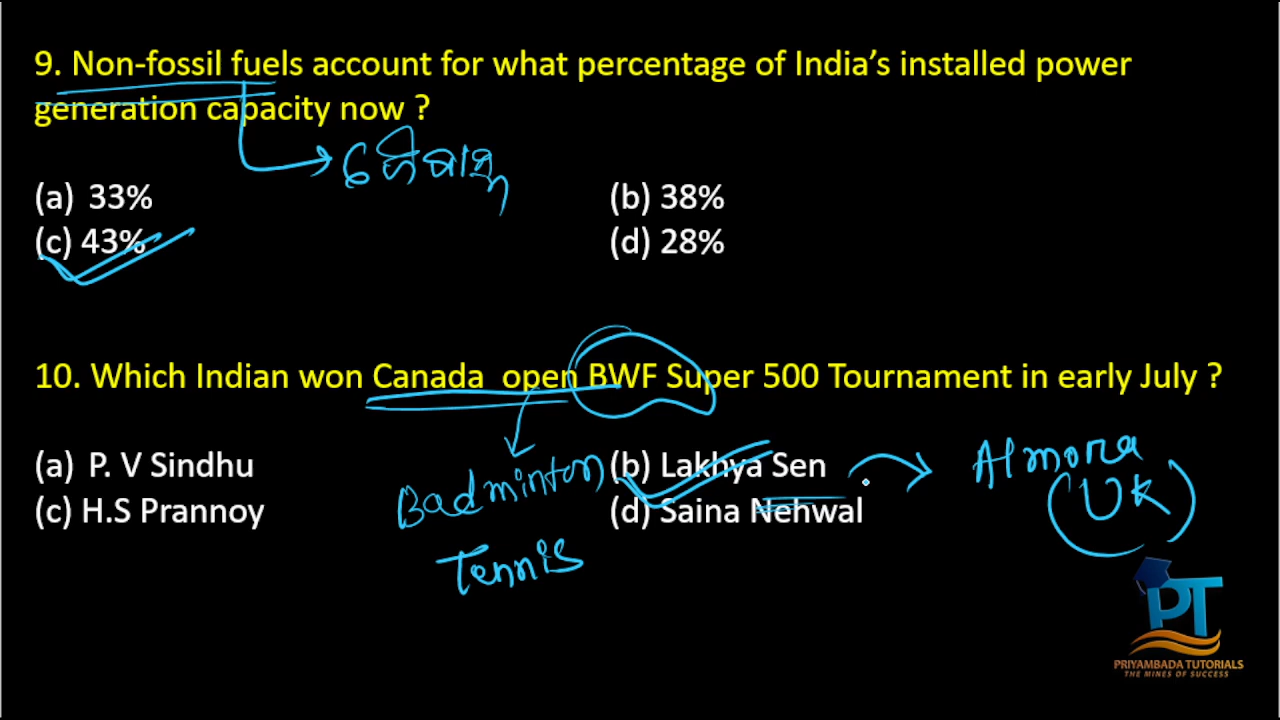 9. Non-fossil fuels account for what percentage of India’s installed power
generation capacity now ?
(a) 33%
(b) 38%
(c) 43%
(d) 28%
10. Which Indian won Canada open BWF Super 500 Tournament in early July ?
(a) P. V Sindhu
(b) Lakhya Sen
(c) H.S Prannoy
(d) Saina Nehwal
Badminton
Tennis
Almora
(UK)
PT
PRIYAMBADA TUTORIALS
THE MINES OF SUCCESS